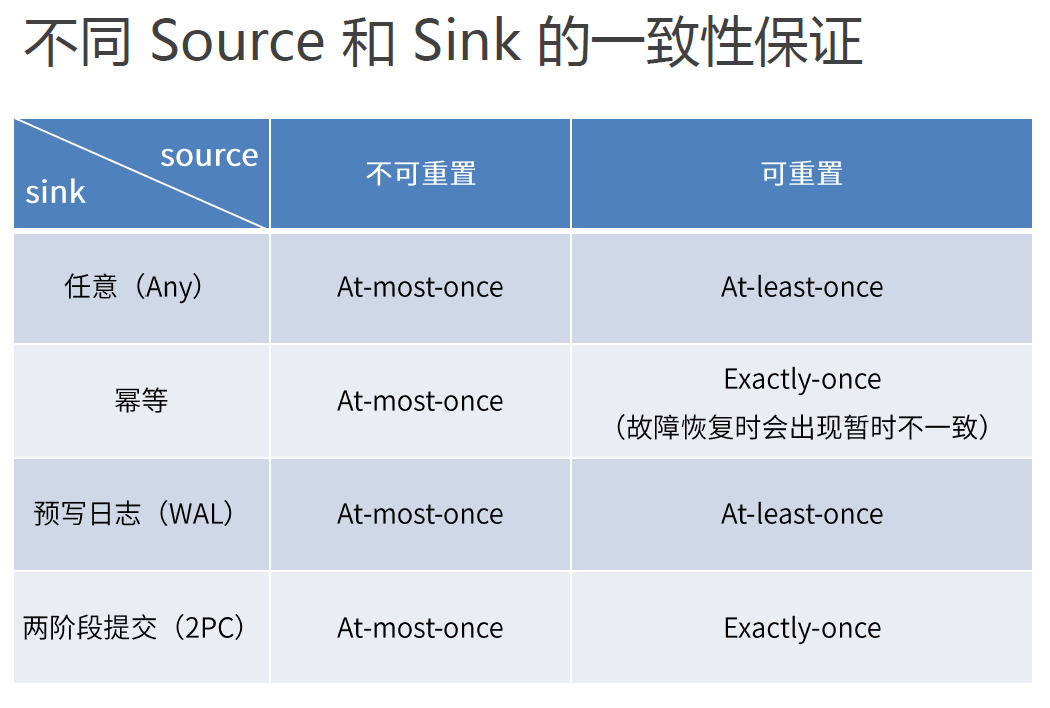 不同 Source 和 Sink 的一致性保证
source
sink
不可重置
可重置
任意（Any）
At-most-once
At-least-once
幂等
At-most-once
Exactly-once
（故障恢复时会出现暂时不一致）
预写日志（WAL）
At-most-once
At-least-once
两阶段提交（2PC）
At-most-once
Exactly-once